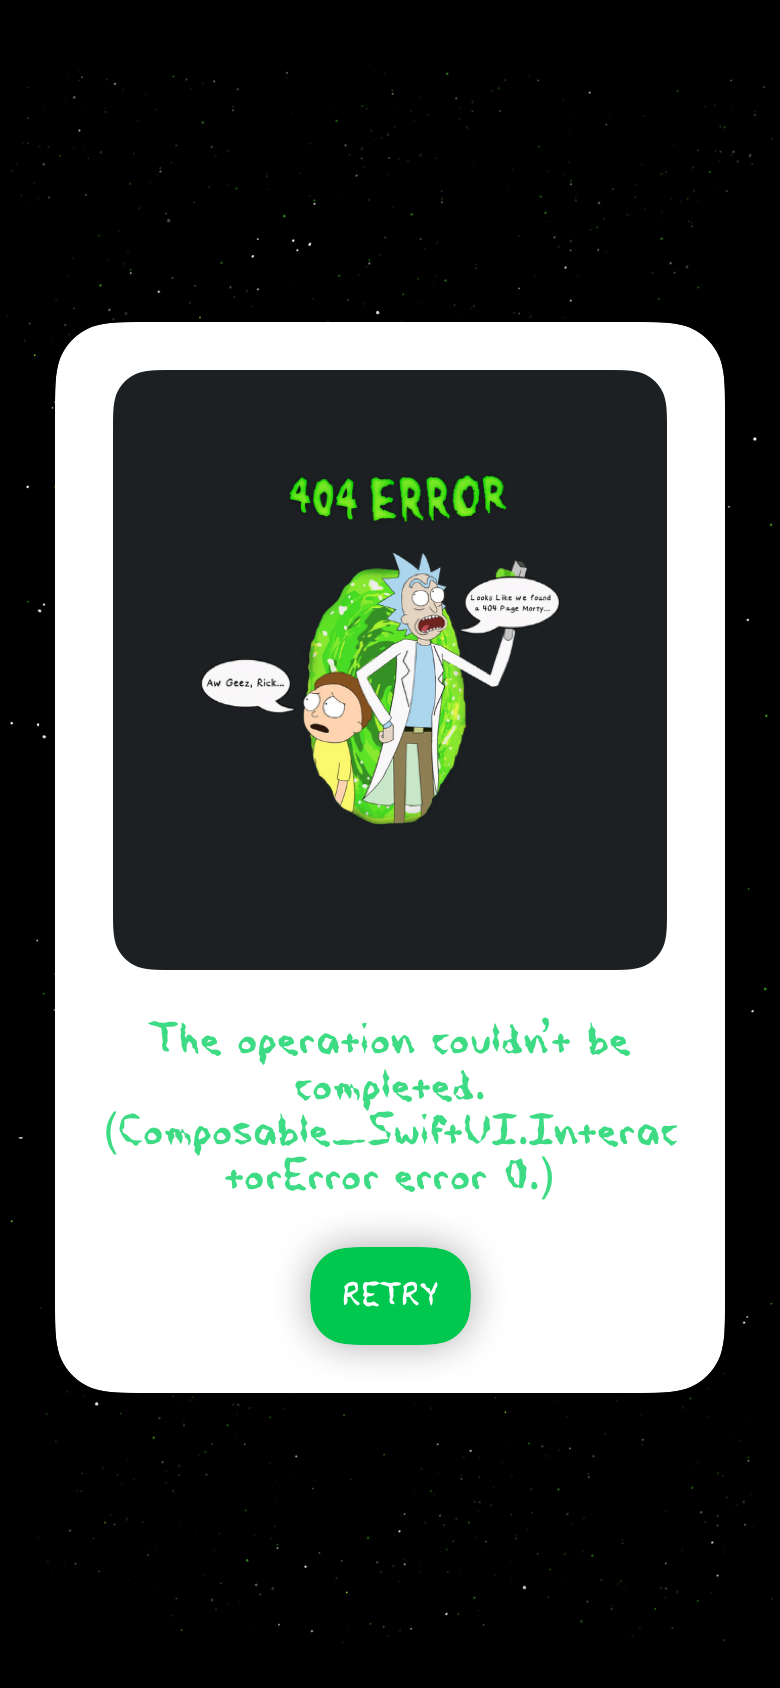 404 ERROR
Looks Like we found
a 404 Page Morty...
Aw Geez, Rick...
The operation couldn't be
completed.
(Composable_SwiftUI.Interac
torError error 0.)
RETRY